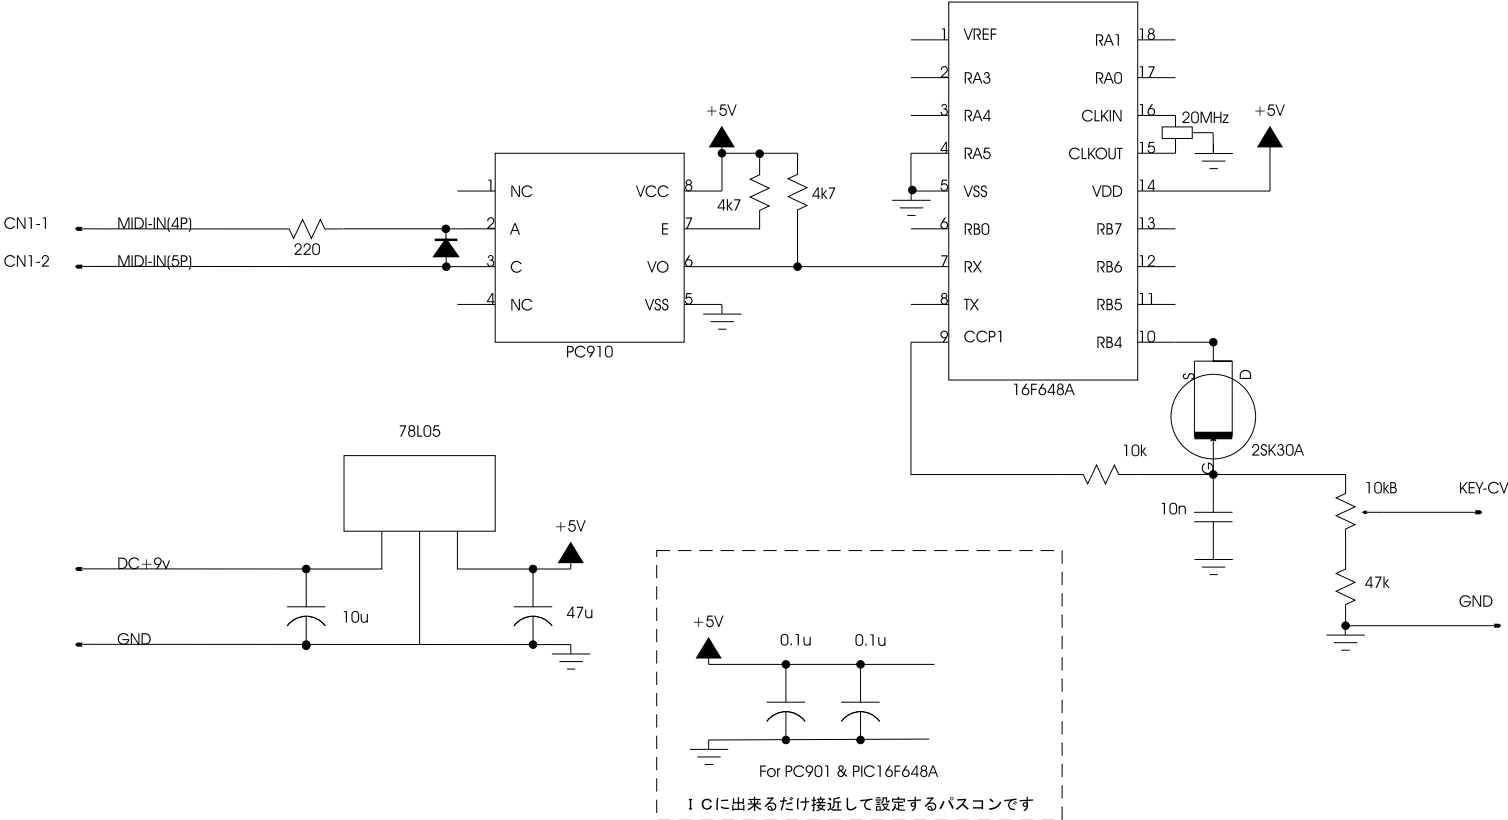 1 VREF
RA1 18
2 RA3
RA0 17
3 RA4
CLKIN 16
20MHz
+5V
4 RA5
CLKOUT 15
5 VSS
VDD 14
6 RB0
RB7 13
7 RX
RB6 12
8 TX
RB5 11
9 CCP1
RB4 10
16F648A
+5V
1 NC
VCC 8
4k7
4k7
CN1-1
MIDI-IN(4P)
220
2 A
E 7
CN1-2
MIDI-IN(5P)
3 C
VO 6
4 NC
VSS 5
PC910
S
D
G
2SK30A
10k
10n
10kB
KEY-CV
47k
GND
78L05
+5V
DC+9v
10u
47u
GND
+5V
0.1u
0.1u
For PC901 & PIC16F648A
ＩＣに出来るだけ接近して設定するパスコンです